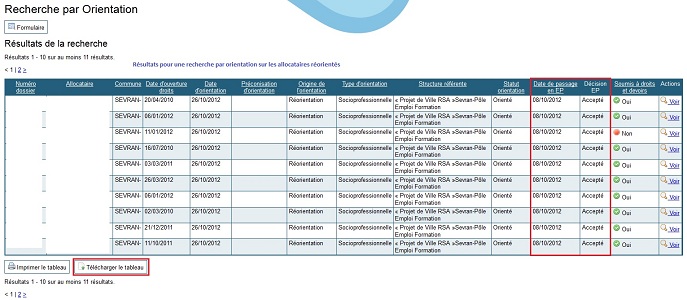 Recherche par Orientation
Formulaire
Résultats de la recherche
Résultats 1 - 10 sur au moins 11 résultats.
Résultats pour une recherche par orientation sur les allocataires réorientés
< 1 | 2 >
Numéro dossier Allocataire Commune Date d'ouverture droits Date d'orientation Préconisation d'orientation Origine de l'orientation Type d'orientation Structure référente Statut orientation Date de passage en EP Décision EP Soumis à droits et devers Actions
SEVRAN- 20/04/2010 26/10/2012 Réorientation Socioprofessionnelle « Projet de Ville RSA »Sevran-Pôle Emploi Formation Orienté 08/10/2012 Accepté Oui Voir
SEVRAN- 06/01/2012 26/10/2012 Réorientation Socioprofessionnelle « Projet de Ville RSA »Sevran-Pôle Emploi Formation Orienté 08/10/2012 Accepté Oui Voir
SEVRAN- 11/01/2012 26/10/2012 Réorientation Socioprofessionnelle « Projet de Ville RSA »Sevran-Pôle Emploi Formation Orienté 08/10/2012 Accepté Non Voir
SEVRAN- 16/07/2010 26/10/2012 Réorientation Socioprofessionnelle « Projet de Ville RSA »Sevran-Pôle Emploi Formation Orienté 08/10/2012 Accepté Oui Voir
SEVRAN- 03/03/2011 26/10/2012 Réorientation Socioprofessionnelle « Projet de Ville RSA »Sevran-Pôle Emploi Formation Orienté 08/10/2012 Accepté Oui Voir
SEVRAN- 26/03/2012 26/10/2012 Réorientation Socioprofessionnelle « Projet de Ville RSA »Sevran-Pôle Emploi Formation Orienté 08/10/2012 Accepté Oui Voir
SEVRAN- 06/01/2012 26/10/2012 Réorientation Socioprofessionnelle « Projet de Ville RSA »Sevran-Pôle Emploi Formation Orienté 08/10/2012 Accepté Oui Voir
SEVRAN- 02/03/2010 26/10/2012 Réorientation Socioprofessionnelle « Projet de Ville RSA »Sevran-Pôle Emploi Formation Orienté 08/10/2012 Accepté Oui Voir
SEVRAN- 21/12/2011 26/10/2012 Réorientation Socioprofessionnelle « Projet de Ville RSA »Sevran-Pôle Emploi Formation Orienté 08/10/2012 Accepté Oui Voir
SEVRAN- 11/10/2011 26/10/2012 Réorientation Socioprofessionnelle « Projet de Ville RSA »Sevran-Pôle Emploi Formation Orienté 08/10/2012 Accepté Oui Voir
Imprimer le tableau Télécharger le tableau
Résultats 1 - 10 sur au moins 11 résultats.
< 1 | 2 >